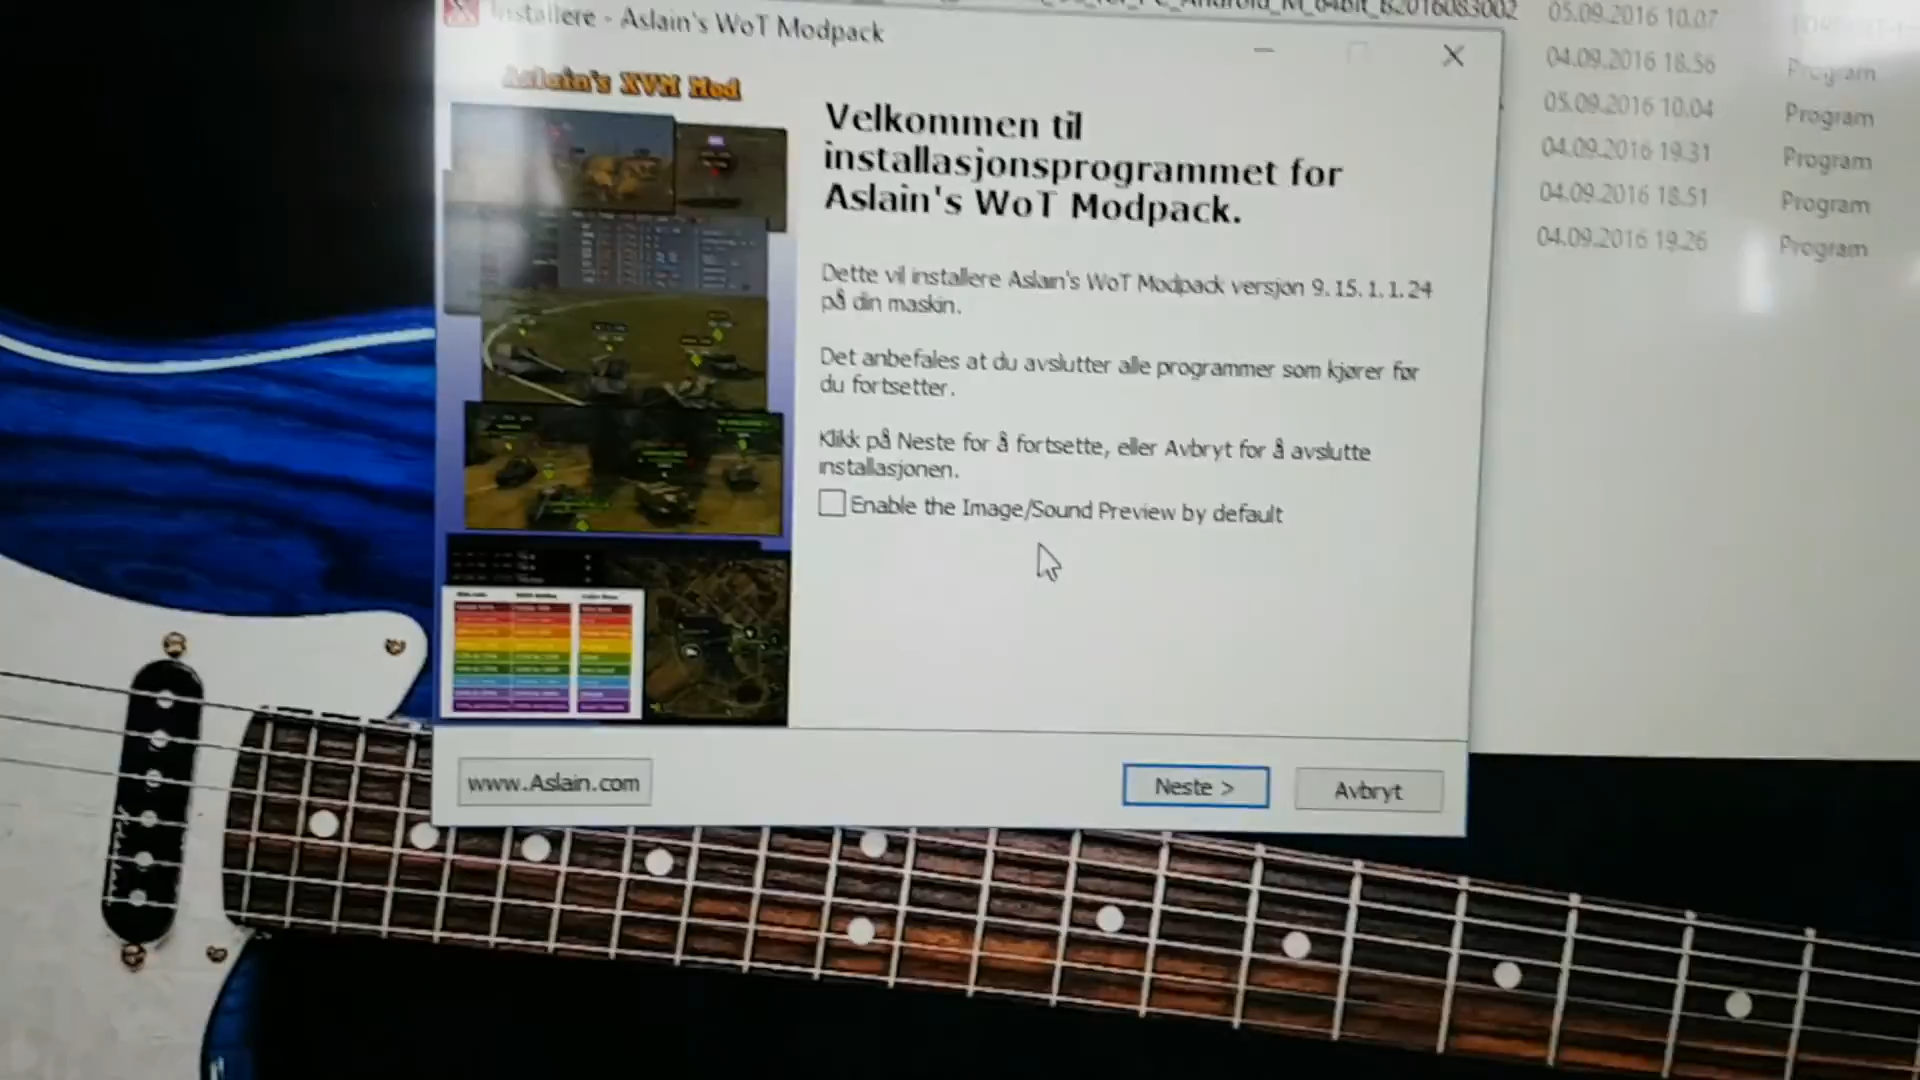 Installere - Aslain's WoT Modpack
Aslain's XVM Mod
Velkommen til
installasjonsprogrammet for
Aslain's WoT Modpack.
Dette vil installere Aslain's WoT Modpack versjon 9.15.1.1.24
på din maskin.
Det anbefales at du avslutter alle programmer som kjører før
du fortsetter.
Klikk på Neste for å fortsette, eller Avbryt for å avslutte
installasjonen.
Enable the Image/Sound Preview by default
www.Aslain.com
Neste >
Avbryt
05.09.2016 10.07
04.09.2016 18.56 Program
05.09.2016 10.04 Program
04.09.2016 19.31 Program
04.09.2016 18.51 Program
04.09.2016 19.26 Program